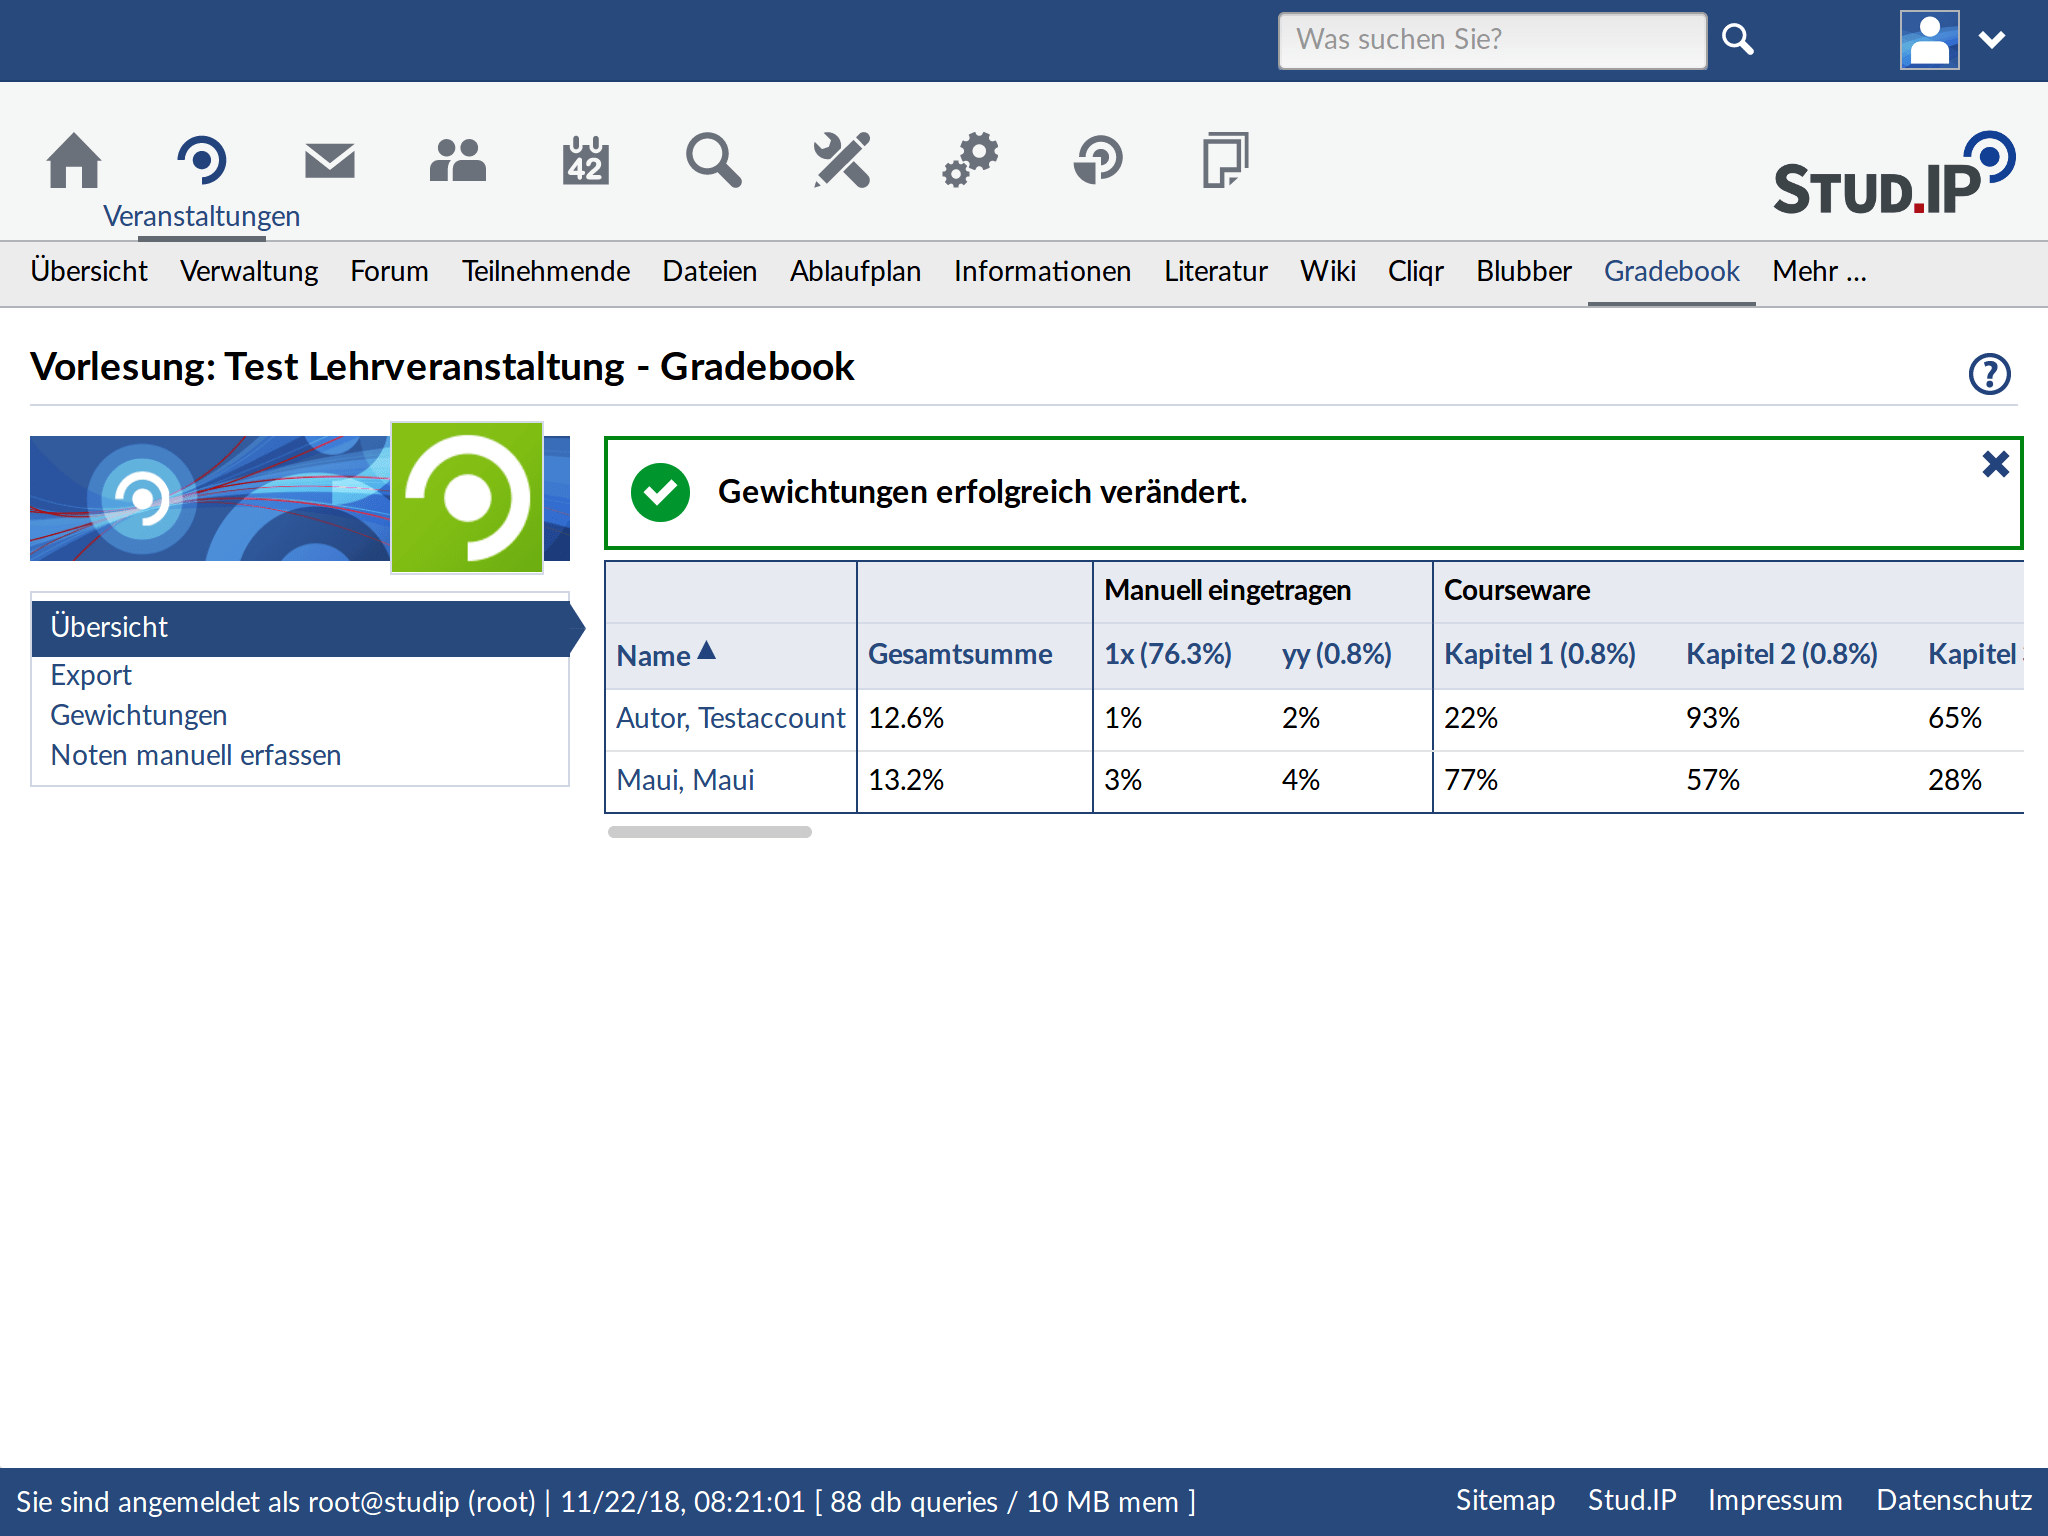 Was suchen Sie?
42
Veranstaltungen
STUD.IP
Übersicht Verwaltung Forum Teilnehmende Dateien Ablaufplan Informationen Literatur Wiki Cliqr Blubber Gradebook Mehr ...
Vorlesung: Test Lehrveranstaltung - Gradebook
?
Übersicht
Export
Gewichtungen
Noten manuell erfassen
Gewichtungen erfolgreich verändert.
Manuell eingetragen Courseware
Name Gesamtsumme 1x (76.3%) yy (0.8%) Kapitel 1 (0.8%) Kapitel 2 (0.8%) Kapitel
Autor, Testaccount 12.6% 1% 2% 22% 93% 65%
Maui, Maui 13.2% 3% 4% 77% 57% 28%
Sie sind angemeldet als root@studip (root) | 11/22/18, 08:21:01 [ 88 db queries / 10 MB mem ]
Sitemap Stud.IP Impressum Datenschutz